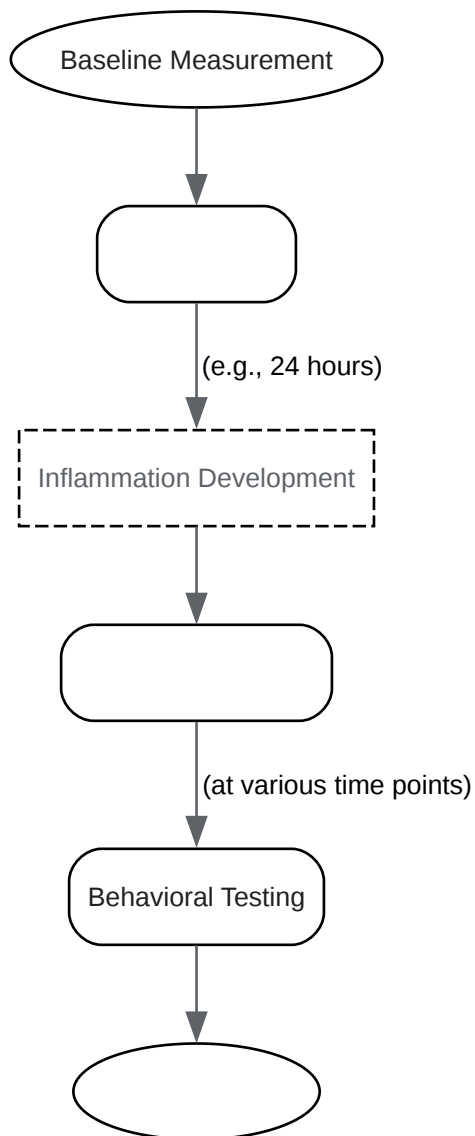 Baseline Measurement
(e.g., 24 hours)
Inflammation Development
(at various time points)
Behavioral Testing